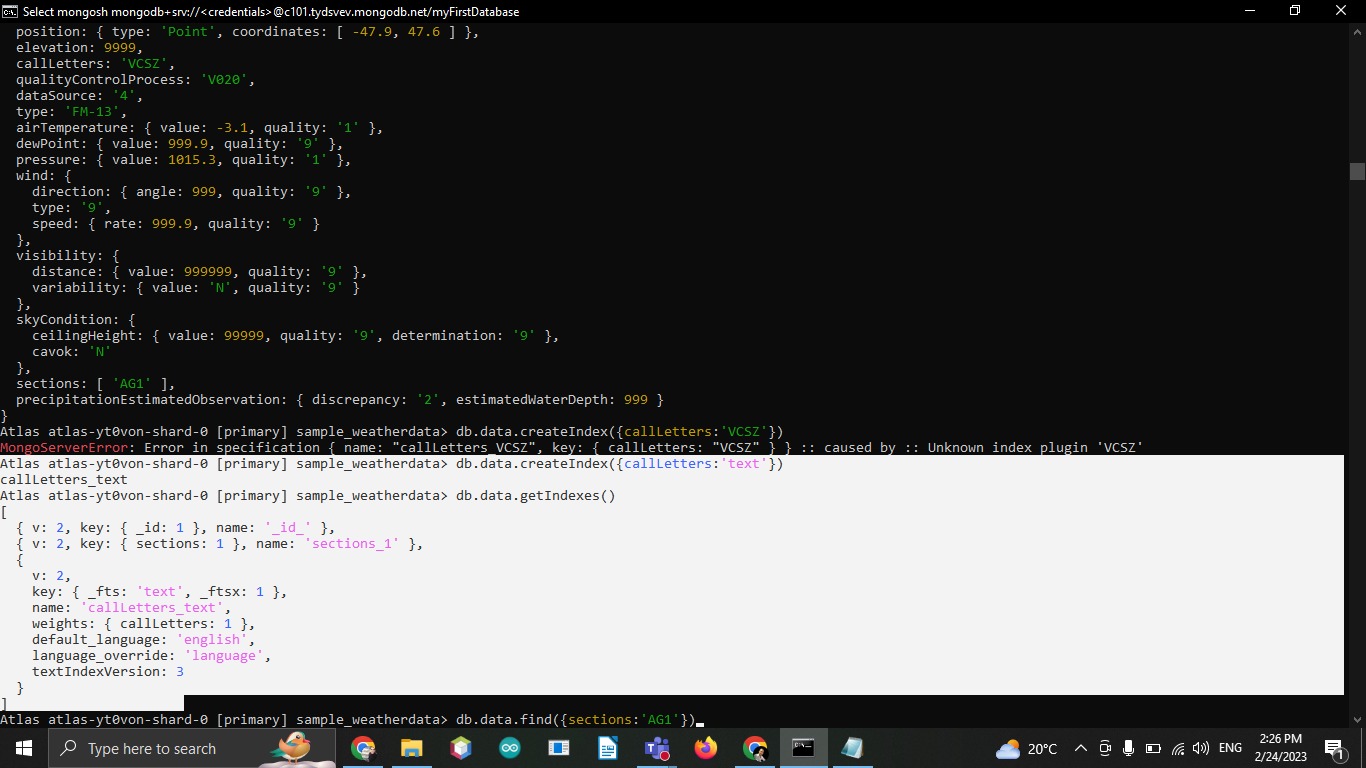 Select mongosh mongodb+srv://<credentials>@c101.tydsvev.mongodb.net/myFirstDatabase
position: { type: 'Point', coordinates: [ -47.9, 47.6 ] },
elevation: 9999,
callLetters: 'VCSZ',
qualityControlProcess: 'V020',
dataSource: '4',
type: 'FM-13',
airTemperature: { value: -3.1, quality: '1' },
dewPoint: { value: 999.9, quality: '9' },
pressure: { value: 1015.3, quality: '1' },
wind: {
direction: { angle: 999, quality: '9' },
type: '9',
speed: { rate: 999.9, quality: '9' }
},
visibility: {
distance: { value: 999999, quality: '9' },
variability: { value: 'N', quality: '9' }
},
skyCondition: {
ceilingHeight: { value: 99999, quality: '9', determination: '9' },
cavok: 'N'
},
sections: [ 'AG1' ],
precipitationEstimatedObservation: { discrepancy: '2', estimatedWaterDepth: 999 }
}
Atlas atlas-yt0von-shard-0 [primary] sample_weatherdata> db.data.createIndex({callLetters:'VCSZ'})
MongoServerError: Error in specification { name: "callLetters_VCSZ", key: { callLetters: "VCSZ" } } :: caused by :: Unknown index plugin 'VCSZ'
Atlas atlas-yt0von-shard-0 [primary] sample_weatherdata> db.data.createIndex({callLetters:'text'})
callLetters_text
Atlas atlas-yt0von-shard-0 [primary] sample_weatherdata> db.data.getIndexes()
[
{ v: 2, key: { _id: 1 }, name: '_id_' },
{ v: 2, key: { sections: 1 }, name: 'sections_1' },
{
v: 2,
key: { _fts: 'text', _ftsx: 1 },
name: 'callLetters_text',
weights: { callLetters: 1 },
default_language: 'english',
language_override: 'language',
textIndexVersion: 3
}
]
Atlas atlas-yt0von-shard-0 [primary] sample_weatherdata> db.data.find({sections:'AG1'})
Type here to search
20°C
ENG
2:26 PM
2/24/2023
1